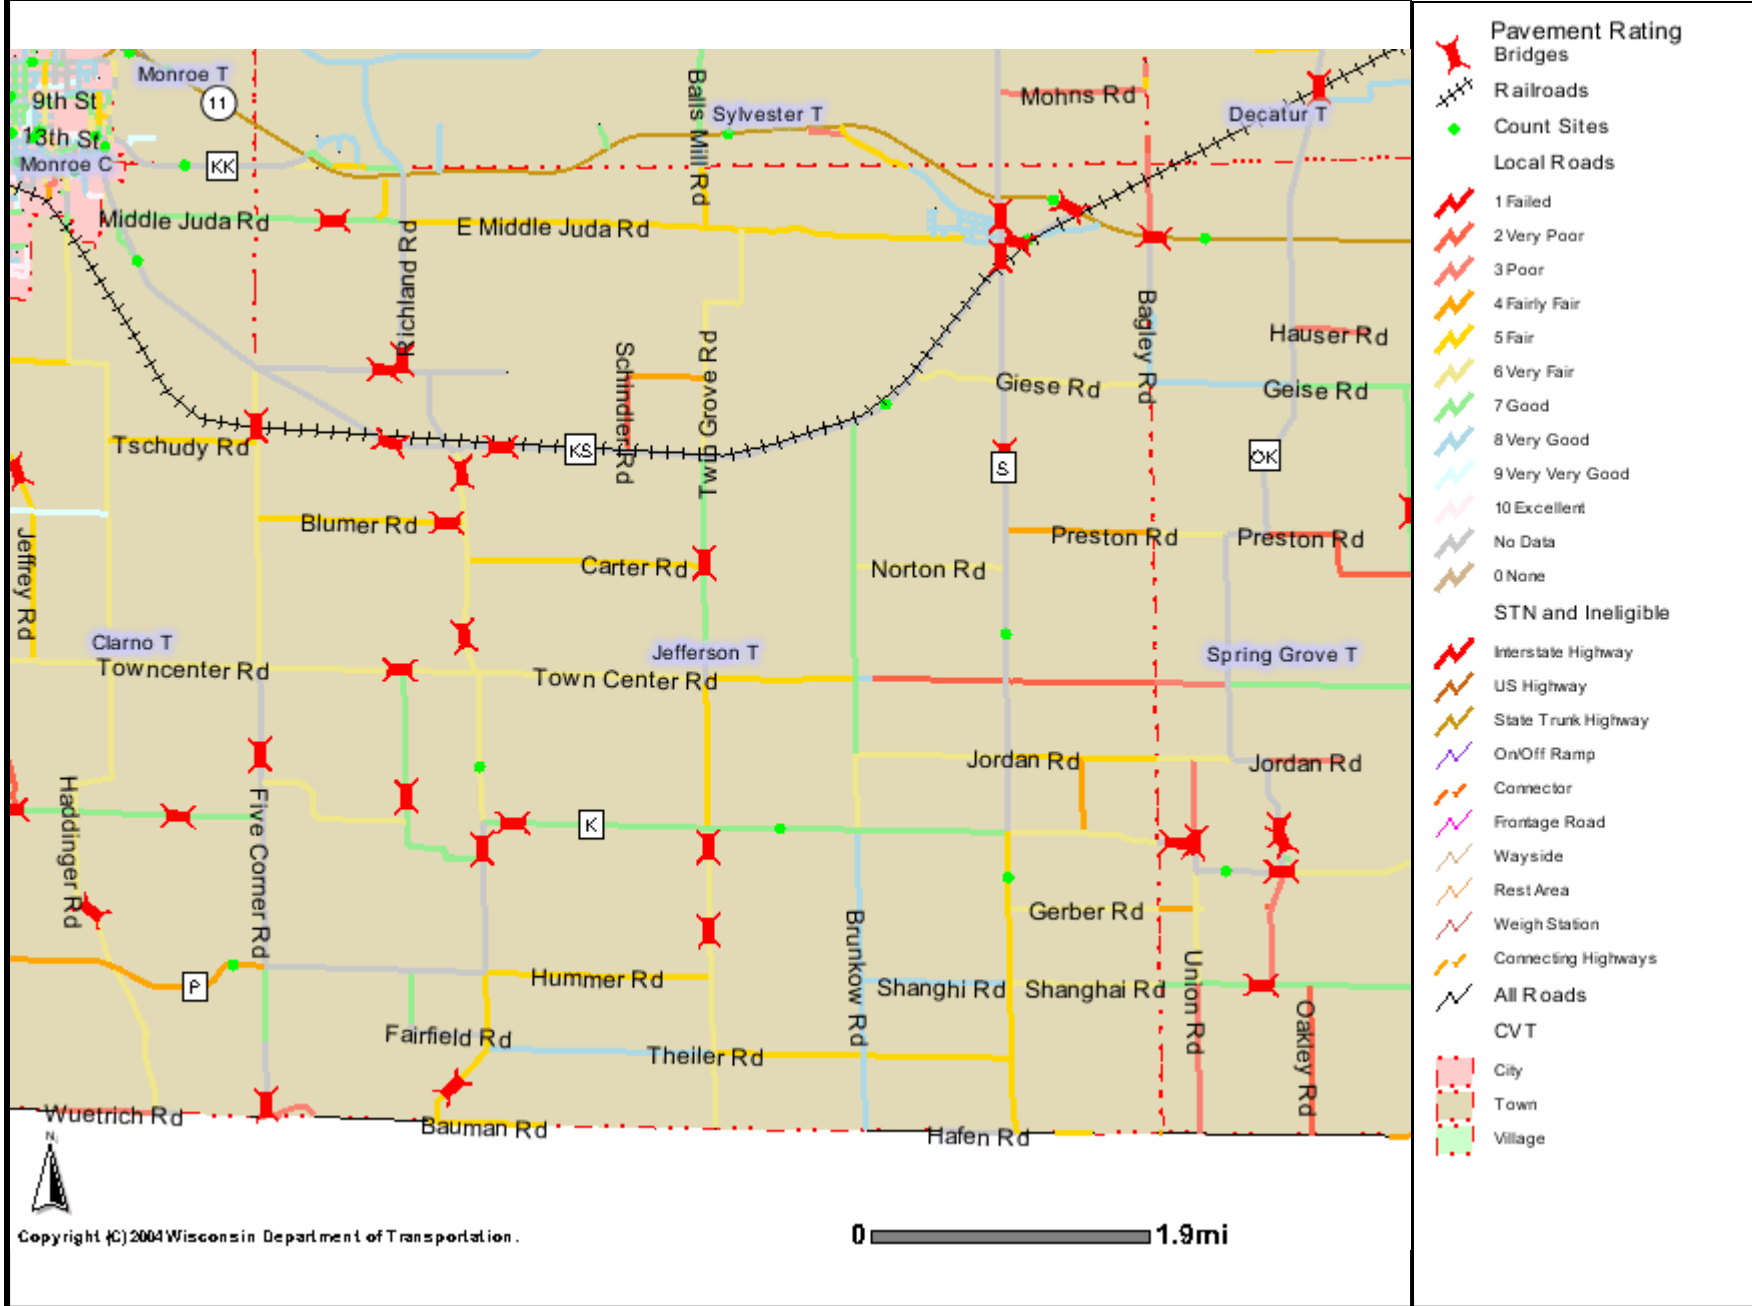 Monroe T
9th St
11
13th St
Monroe C
KK
Balls Mill Rd
Sylvester T
Mohns Rd
Decatur T
Middle Juda Rd
Richland Rd
E Middle Juda Rd
Bagley Rd
Hauser Rd
Schindler Rd
Twin Grove Rd
Giese Rd
Geise Rd
Tschudy Rd
KS
S
OK
Jeffrey Rd
Blumer Rd
Carter Rd
Norton Rd
Preston Rd
Preston Rd
Clarno T
Towncenter Rd
Jefferson T
Town Center Rd
Spring Grove T
Jordan Rd
Jordan Rd
Haddinger Rd
Five Corner Rd
K
Brunkow Rd
Gerber Rd
Union Rd
P
Hummer Rd
Shanghi Rd
Shanghai Rd
Oakley Rd
Fairfield Rd
Theiler Rd
Wuetrich Rd
Bauman Rd
Hafen Rd
N
Copyright (C) 2004 Wisconsin Department of Transportation.
0 1.9mi
Pavement Rating
Bridges
Railroads
Count Sites
Local Roads
1 Failed
2 Very Poor
3 Poor
4 Fairly Fair
5 Fair
6 Very Fair
7 Good
8 Very Good
9 Very Very Good
10 Excellent
No Data
0 None
STN and Ineligible
Interstate Highway
US Highway
State Trunk Highway
On/Off Ramp
Connector
Frontage Road
Wayside
Rest Area
Weigh Station
Connecting Highways
All Roads
CVT
City
Town
Village